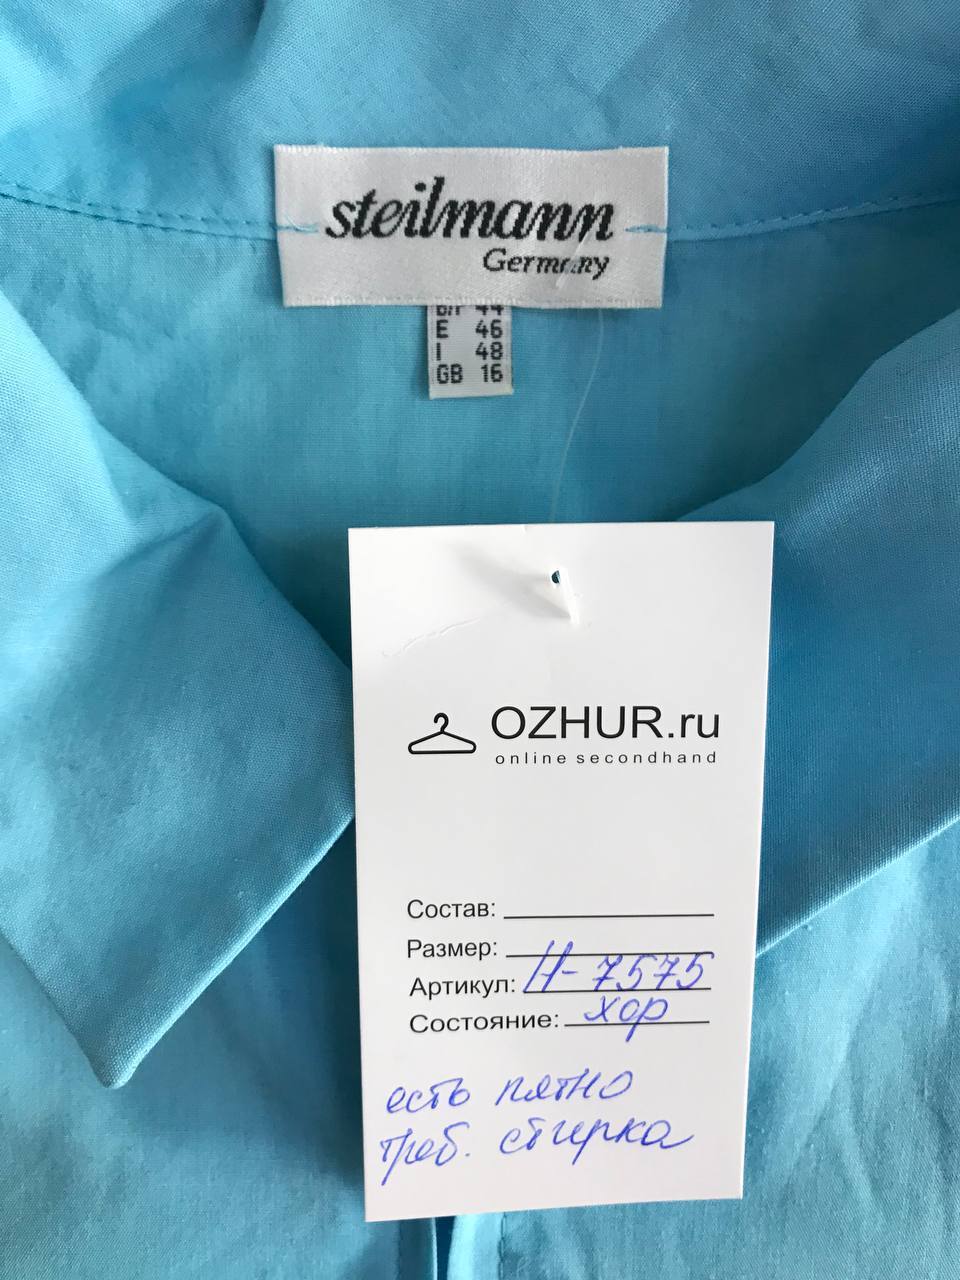 steilmann
Germany
B/F 44
E 46
I 48
GB 16
OZHUR.ru
online secondhand
Состав:
Размер:
Артикул: Н-7575
Состояние: хор
есть пятно
треб. стирка